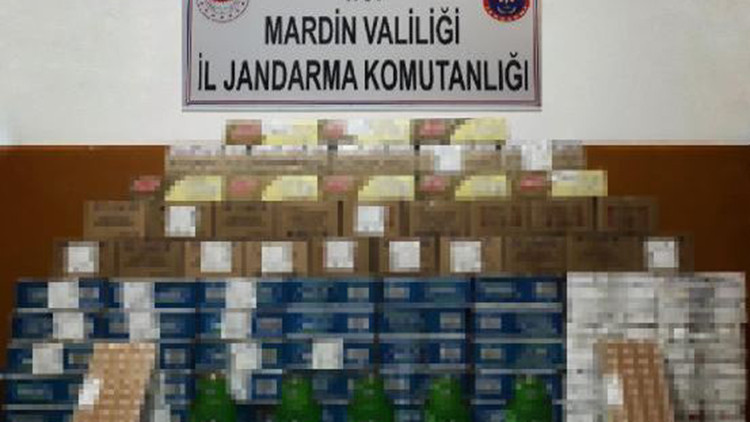 MARDİN VALİLİĞİ
İL JANDARMA KOMUTANLIĞI